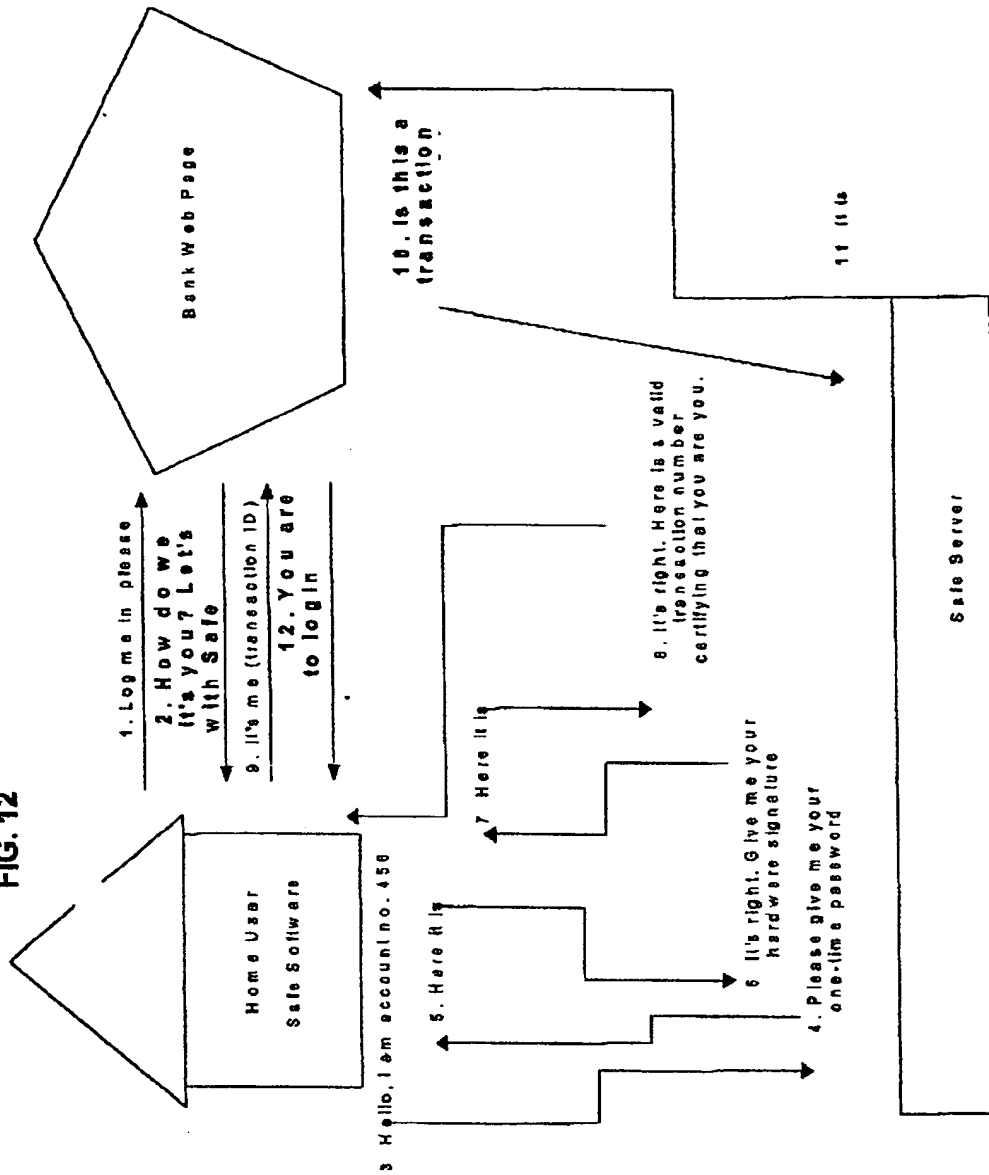 FIG. 12
Home User
Safe Software
Bank Web Page
1. Log me in please
2. How do we
it's you? Let's
with Safe
9. It's me (transaction ID)
12. You are
to login
3 Hello, I am account no. 456
5. Here it is
7 Here it is
10. Is this a
transaction
8. It's right. Here is a valid
transaction number
certifying that you are you.
6 It's right. Give me your
hardware signature
4. Please give me your
one-time password
11 It is
Safe Server